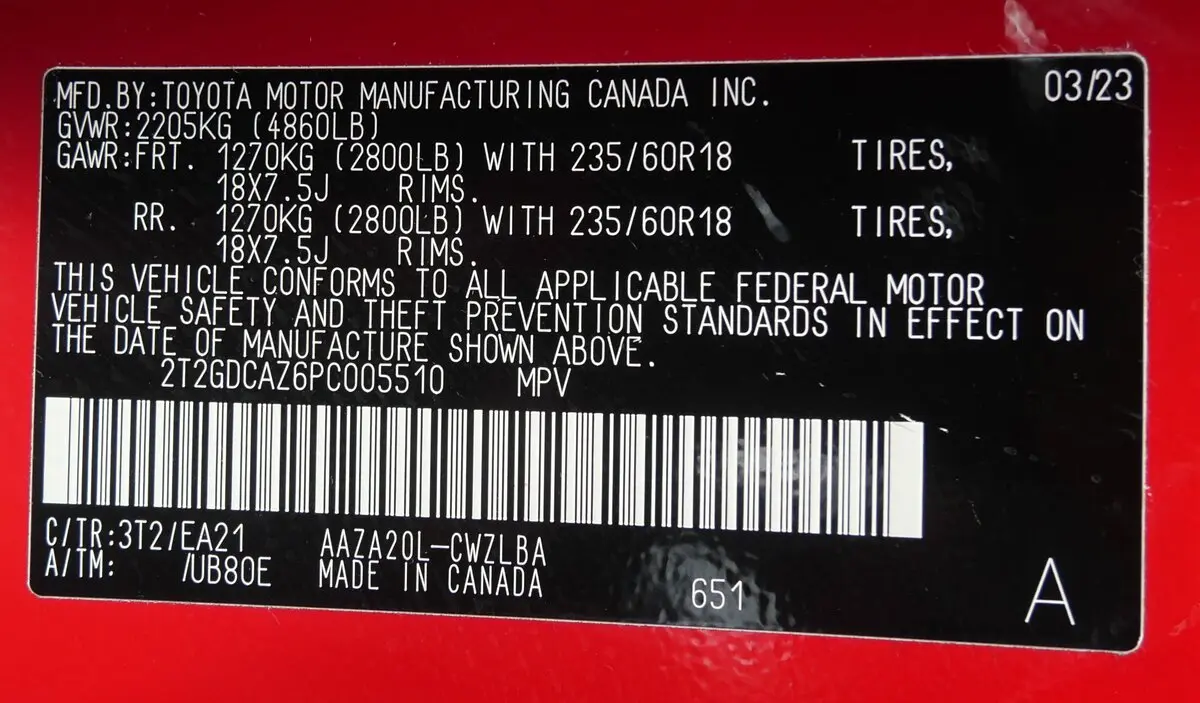 MFD.BY:TOYOTA MOTOR MANUFACTURING CANADA INC. 03/23
GVWR:2205KG (4860LB)
GAWR:FRT. 1270KG (2800LB) WITH 235/60R18 TIRES,
18X7.5J RIMS.
RR. 1270KG (2800LB) WITH 235/60R18 TIRES,
18X7.5J RIMS.
THIS VEHICLE CONFORMS TO ALL APPLICABLE FEDERAL MOTOR
VEHICLE SAFETY AND THEFT PREVENTION STANDARDS IN EFFECT ON
THE DATE OF MANUFACTURE SHOWN ABOVE.
2T2GDCAZ6PC005510 MPV
C/TR:3T2/EA21 AAZA20L-CWZLBA
A/TM: /UB80E MADE IN CANADA 651 A